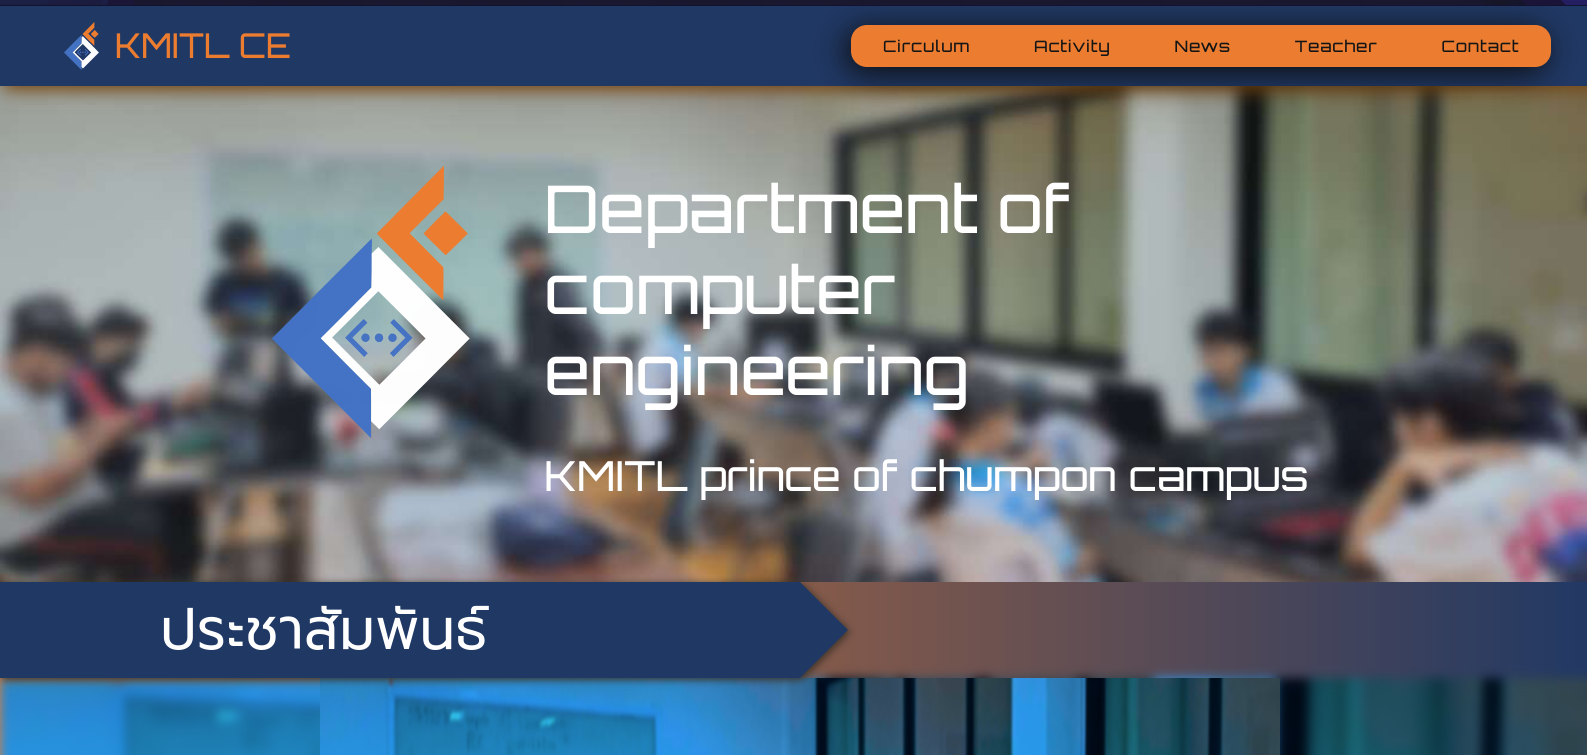 KMITL CE
Circulum Activity News Teacher Contact
Department of
computer
engineering
KMITL prince of chumpon campus
ประชาสัมพันธ์